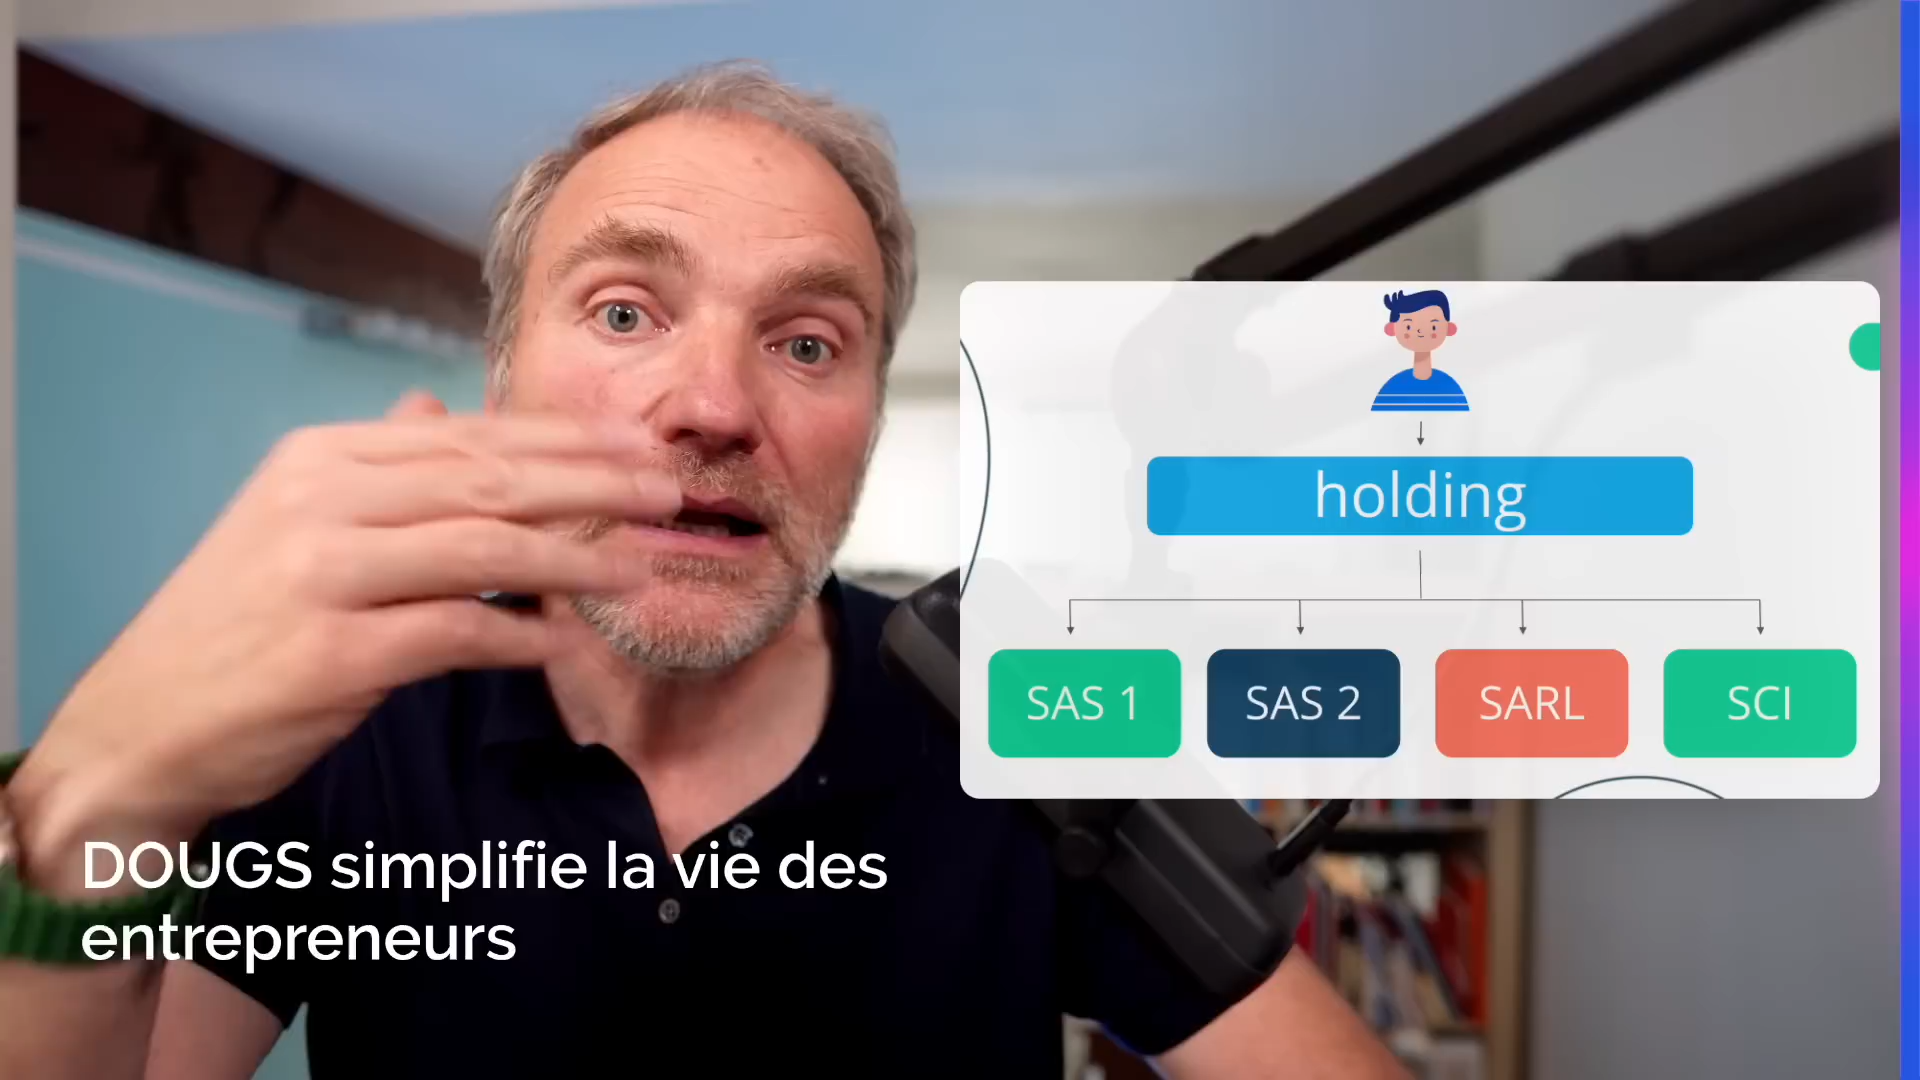 holding
SAS 1
SAS 2
SARL
SCI
DOUGS simplifie la vie des
entrepreneurs